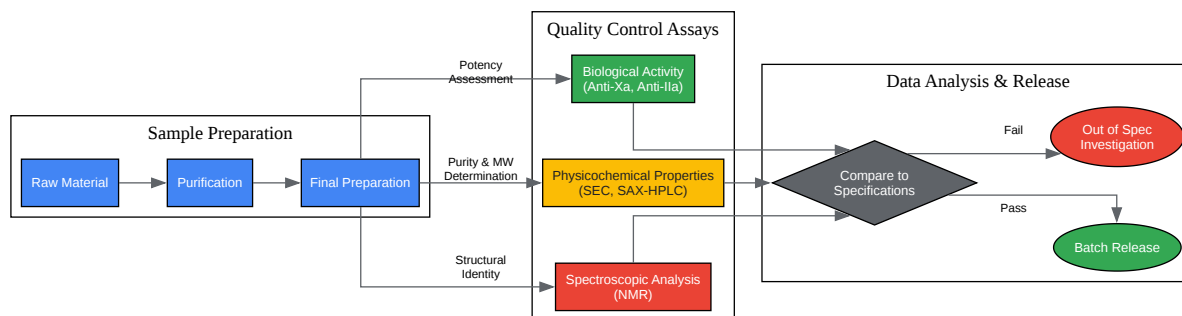 Sample Preparation
Raw Material
Purification
Final Preparation
Potency
Assessment
Purity & MW
Determination
Structural
Identity
Quality Control Assays
Biological Activity
(Anti-Xa, Anti-IIa)
Physicochemical Properties
(SEC, SAX-HPLC)
Spectroscopic Analysis
(NMR)
Data Analysis & Release
Compare to
Specifications
Fail
Out of Spec
Investigation
Pass
Batch Release